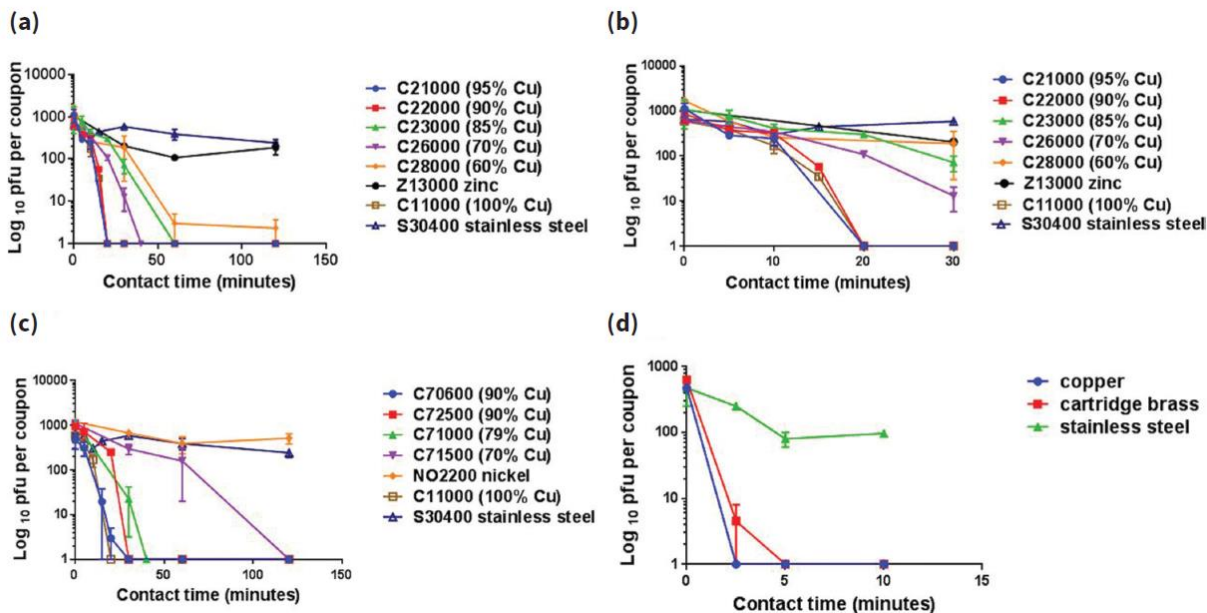 (a)
Log 10 pfu per coupon
10000
1000
100
10
1
0
50
100
150
Contact time (minutes)
C21000 (95% Cu)
C22000 (90% Cu)
C23000 (85% Cu)
C26000 (70% Cu)
C28000 (60% Cu)
Z13000 zinc
C11000 (100% Cu)
S30400 stainless steel
(b)
Log 10 pfu per coupon
10000
1000
100
10
1
0
10
20
30
Contact time (minutes)
C21000 (95% Cu)
C22000 (90% Cu)
C23000 (85% Cu)
C26000 (70% Cu)
C28000 (60% Cu)
Z13000 zinc
C11000 (100% Cu)
S30400 stainless steel
(c)
Log 10 pfu per coupon
10000
1000
100
10
1
0
50
100
150
Contact time (minutes)
C70600 (90% Cu)
C72500 (90% Cu)
C71000 (79% Cu)
C71500 (70% Cu)
NO2200 nickel
C11000 (100% Cu)
S30400 stainless steel
(d)
Log 10 pfu per coupon
1000
100
10
1
0
5
10
15
Contact time (minutes)
copper
cartridge brass
stainless steel